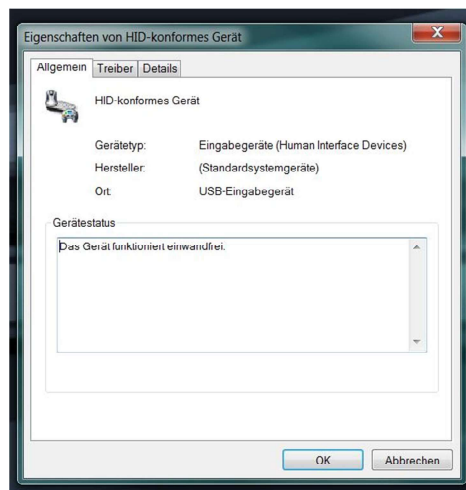 Eigenschaften von HID-konformes Gerät
Allgemein Treiber Details
HID-konformes Gerät
Gerätetyp: Eingabegeräte (Human Interface Devices)
Hersteller: (Standardsystemgeräte)
Ort: USB-Eingabegerät
Gerätestatus
Das Gerät funktioniert einwandfrei.
OK Abbrechen